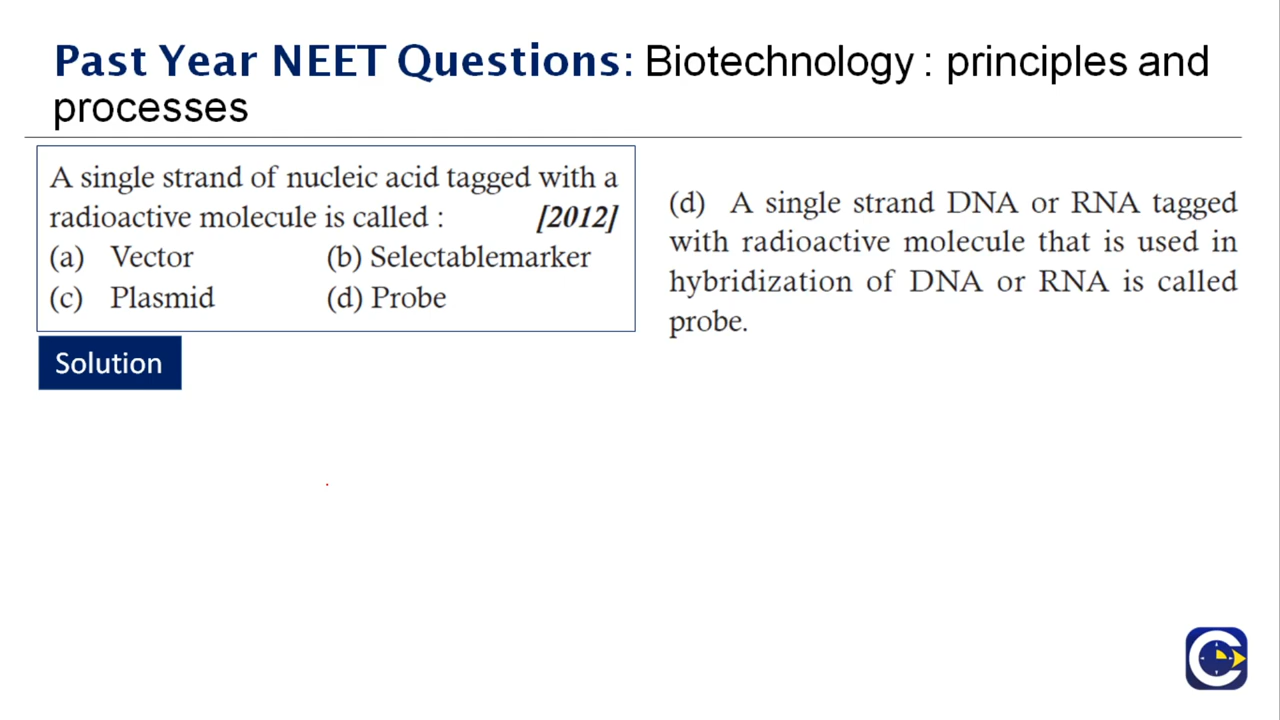 Past Year NEET Questions: Biotechnology : principles and
processes
A single strand of nucleic acid tagged with a
radioactive molecule is called : [2012]
(a) Vector (b) Selectablemarker
(c) Plasmid (d) Probe
Solution
(d) A single strand DNA or RNA tagged
with radioactive molecule that is used in
hybridization of DNA or RNA is called
probe.